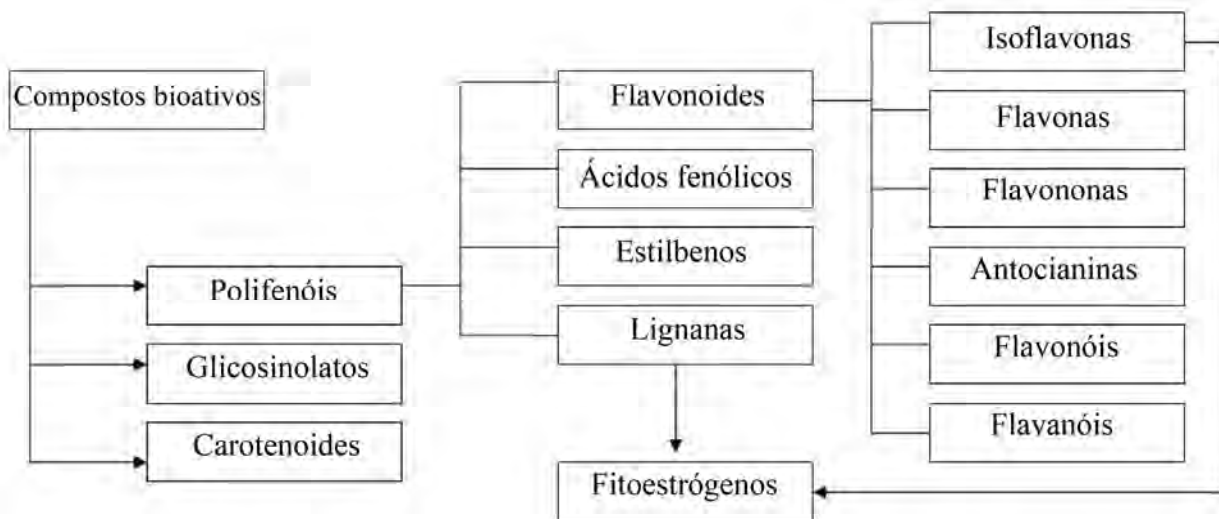 Compostos bioativos
Polifenóis
Glicosinolatos
Carotenoides
Flavonoides
Ácidos fenólicos
Estilbenos
Lignanas
Fitoestrógenos
Isoflavonas
Flavonas
Flavononas
Antocianinas
Flavonóis
Flavanóis